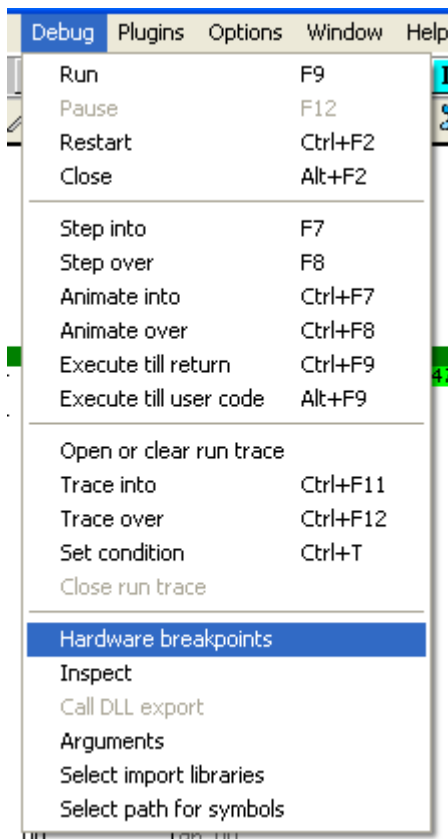 Debug Plugins Options Window Help
Run F9
Pause F12
Restart Ctrl+F2
Close Alt+F2
Step into F7
Step over F8
Animate into Ctrl+F7
Animate over Ctrl+F8
Execute till return Ctrl+F9
Execute till user code Alt+F9
Open or clear run trace
Trace into Ctrl+F11
Trace over Ctrl+F12
Set condition Ctrl+T
Close run trace
Hardware breakpoints
Inspect
Call DLL export
Arguments
Select import libraries
Select path for symbols